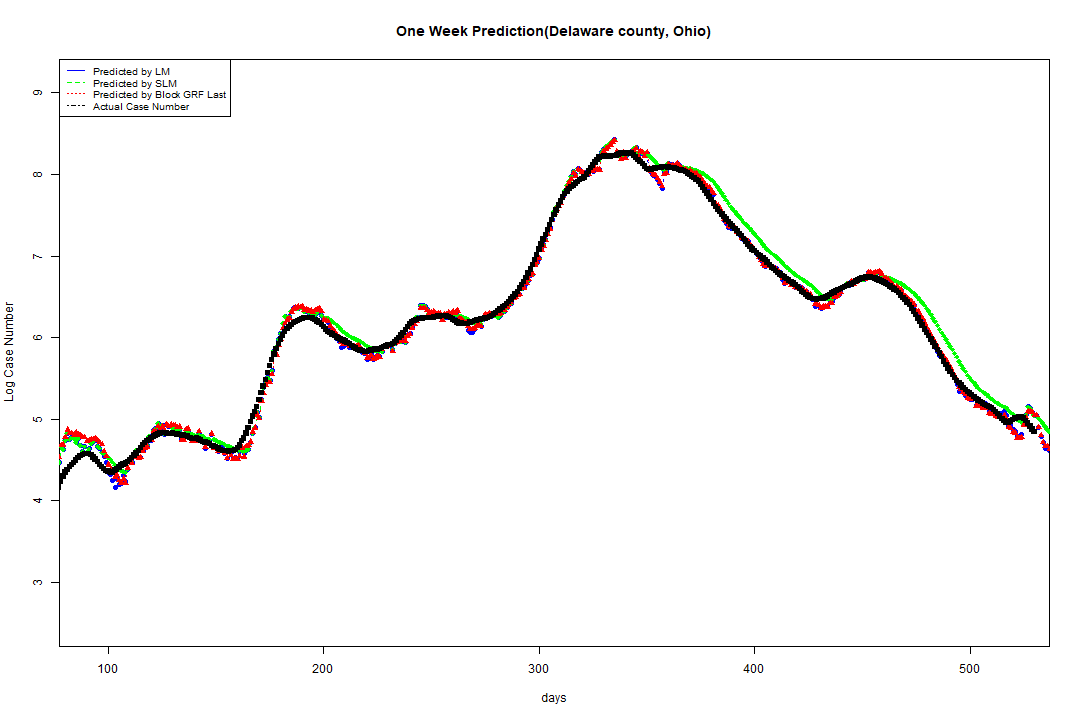 One Week Prediction(Delaware county, Ohio)
Predicted by LM
Predicted by SLM
Predicted by Block GRF Last
Actual Case Number
9
8
7
6
5
4
3
Log Case Number
100 200 300 400 500
days